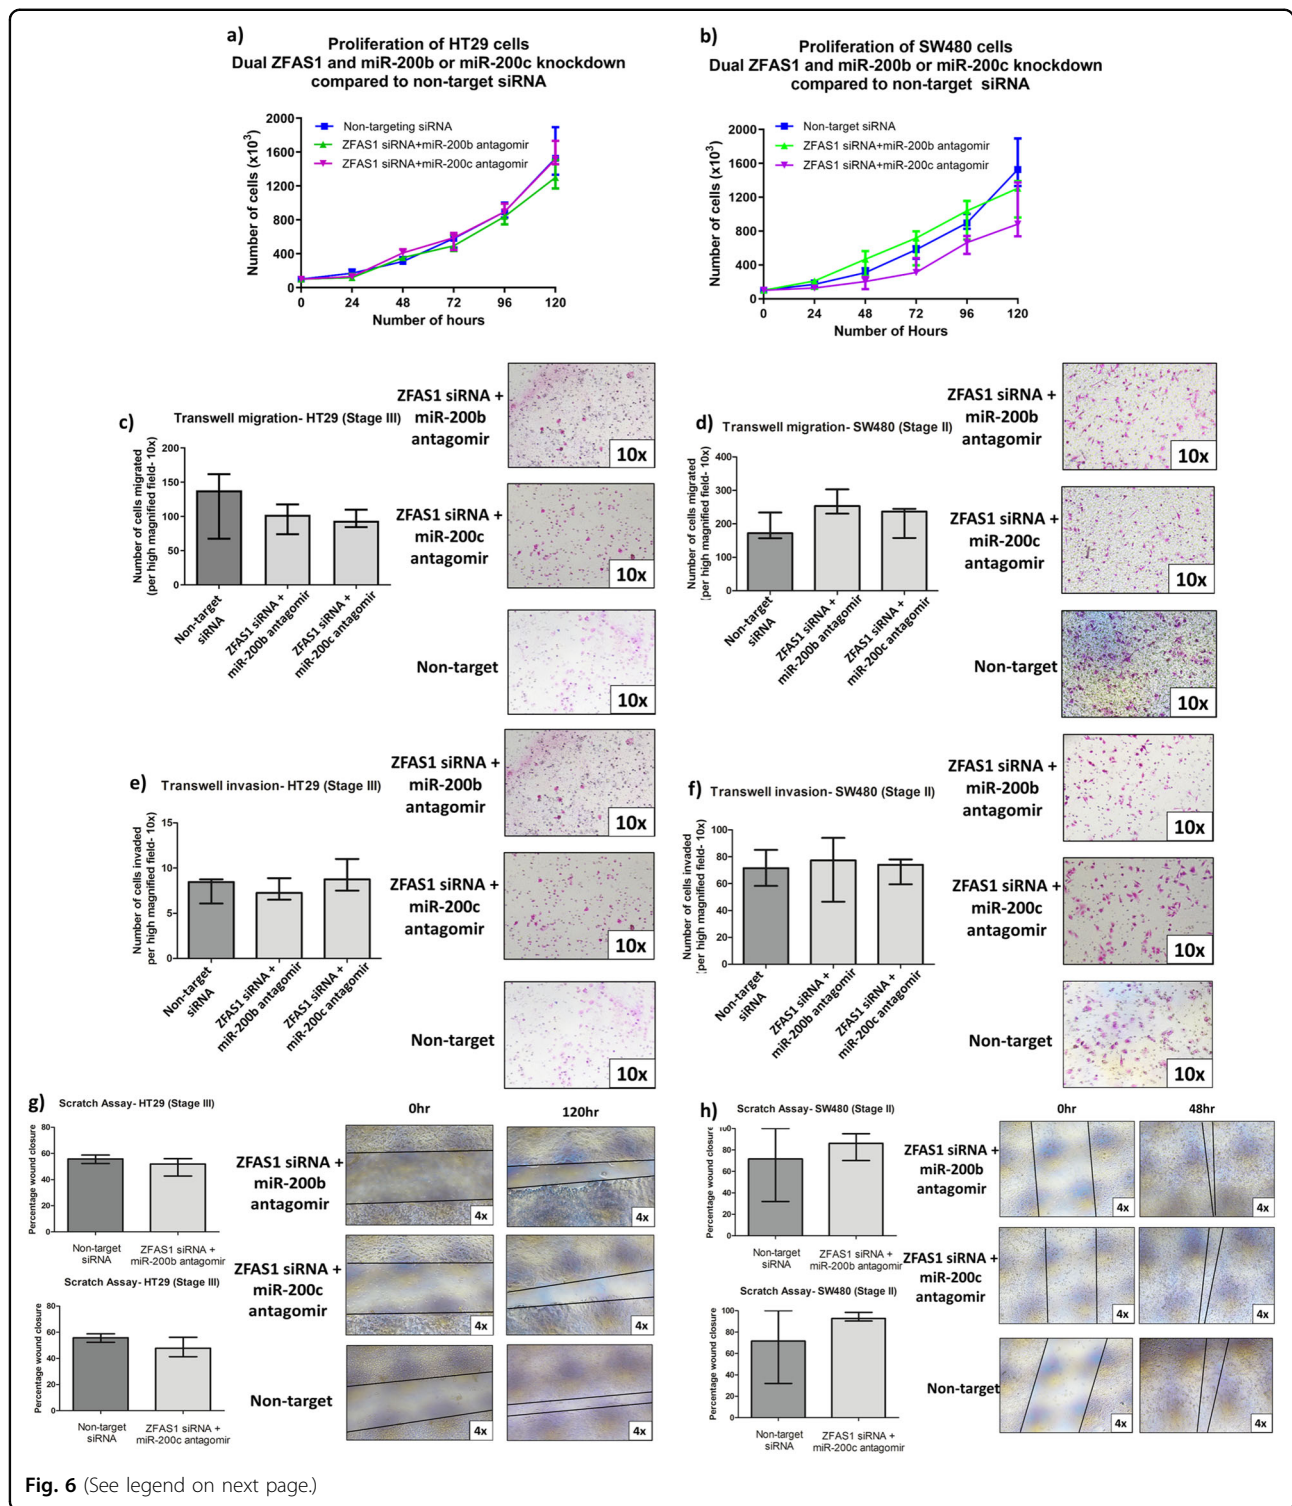 a)
Proliferation of HT29 cells
Dual ZFAS1 and miR-200b or miR-200c knockdown
compared to non-target siRNA
Number of cells (x10³)
2000
1600
1200
800
400
0
Non-targeting siRNA
ZFAS1 siRNA+miR-200b antagomir
ZFAS1 siRNA+miR-200c antagomir
0 24 48 72 96 120
Number of hours
b)
Proliferation of SW480 cells
Dual ZFAS1 and miR-200b or miR-200c knockdown
compared to non-target siRNA
Number of cells (x10³)
2000
1600
1200
800
400
0
Non-target siRNA
ZFAS1 siRNA+miR-200b antagomir
ZFAS1 siRNA+miR-200c antagomir
0 24 48 72 96 120
Number of Hours
c)
Transwell migration- HT29 (Stage III)
Number of cells migrated
(per high magnified field- 10x)
200
150
100
50
0
Non-target
siRNA
ZFAS1 siRNA +
miR-200b antagomir
ZFAS1 siRNA +
miR-200c antagomir
ZFAS1 siRNA +
miR-200b
antagomir
10x
ZFAS1 siRNA +
miR-200c
antagomir
10x
Non-target
10x
d)
Transwell migration- SW480 (Stage II)
Number of cells migrated
(per high magnified field- 10x)
400
300
200
100
0
Non-target
siRNA
ZFAS1 siRNA +
miR-200b antagomir
ZFAS1 siRNA +
miR-200c antagomir
ZFAS1 siRNA +
miR-200b
antagomir
10x
ZFAS1 siRNA +
miR-200c
antagomir
10x
Non-target
10x
e)
Transwell invasion- HT29 (Stage III)
Number of cells invaded
per high magnified field- 10x)
15
10
5
0
Non-target
siRNA
ZFAS1 siRNA +
miR-200b antagomir
ZFAS1 siRNA +
miR-200c antagomir
ZFAS1 siRNA +
miR-200b
antagomir
10x
ZFAS1 siRNA +
miR-200c
antagomir
10x
Non-target
10x
f)
Transwell invasion- SW480 (Stage II)
Number of cells invaded
(per high magnified field- 10x)
100
80
60
40
20
0
Non-target
siRNA
ZFAS1 siRNA +
miR-200b antagomir
ZFAS1 siRNA +
miR-200c antagomir
ZFAS1 siRNA +
miR-200b
antagomir
10x
ZFAS1 siRNA +
miR-200c
antagomir
10x
Non-target
10x
g)
Scratch Assay- HT29 (Stage III)
Percentage wound closure
80
60
40
20
0
Non-target
siRNA
ZFAS1 siRNA +
miR-200b antagomir
Scratch Assay- HT29 (Stage III)
Percentage wound closure
80
60
40
20
0
Non-target
siRNA
ZFAS1 siRNA +
miR-200c antagomir
0hr
120hr
ZFAS1 siRNA +
miR-200b
antagomir
4x
4x
ZFAS1 siRNA +
miR-200c
antagomir
4x
4x
Non-target
4x
4x
h)
Scratch Assay- SW480 (Stage II)
Percentage wound closure
100
80
60
40
20
0
Non-target
siRNA
ZFAS1 siRNA +
miR-200b antagomir
Scratch Assay- SW480 (Stage II)
Percentage wound closure
100
80
60
40
20
0
Non-target
siRNA
ZFAS1 siRNA +
miR-200c antagomir
0hr
48hr
ZFAS1 siRNA +
miR-200b
antagomir
4x
4x
ZFAS1 siRNA +
miR-200c
antagomir
4x
4x
Non-target
4x
4x
Fig. 6 (See legend on next page.)